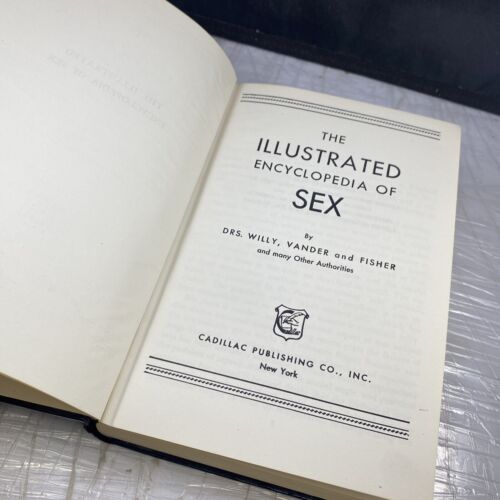 THE
ILLUSTRATED
ENCYCLOPEDIA OF
SEX
By
DRS. WILLY, VANDER and FISHER
and many Other Authorities
CADILLAC PUBLISHING CO., INC.
New York